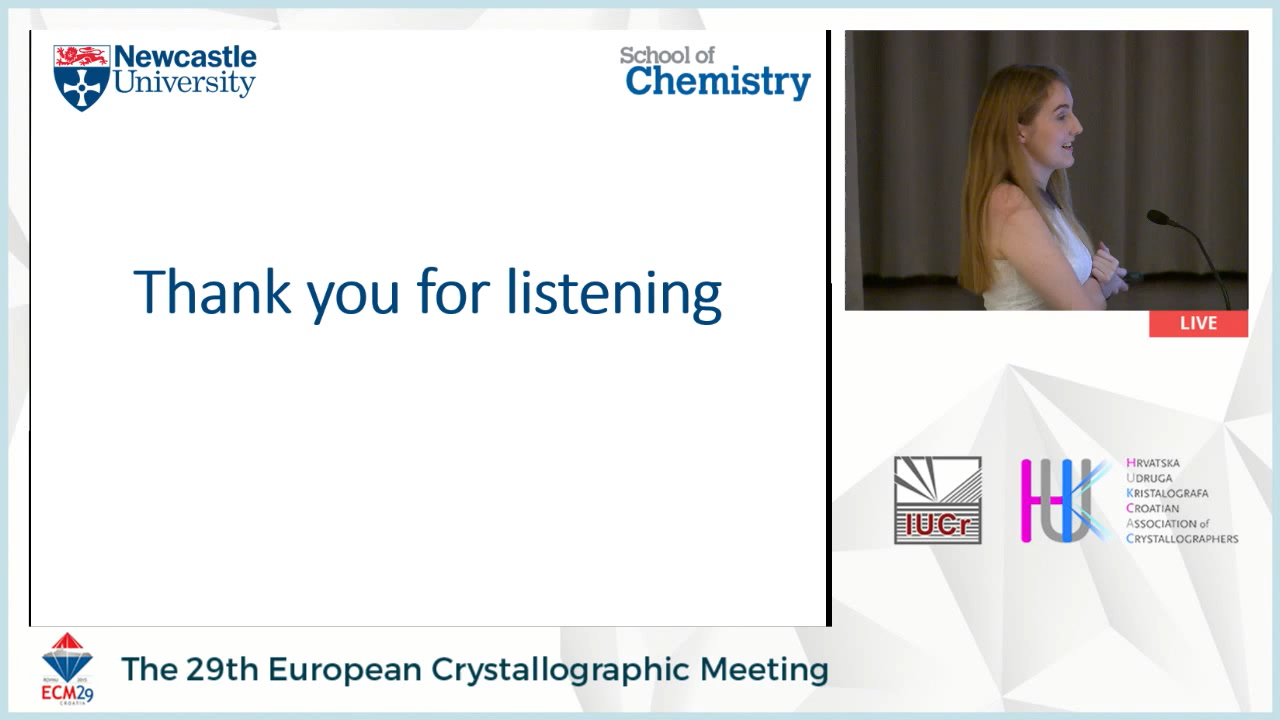 Newcastle
University
School of
Chemistry
Thank you for listening
LIVE
IUCr
HUK
HRVATSKA
UDRUGA
KRISTALOGRAFA
CROATIAN
ASSOCIATION of
CRYSTALLOGRAPHERS
ECM29
CROATIA
The 29th European Crystallographic Meeting